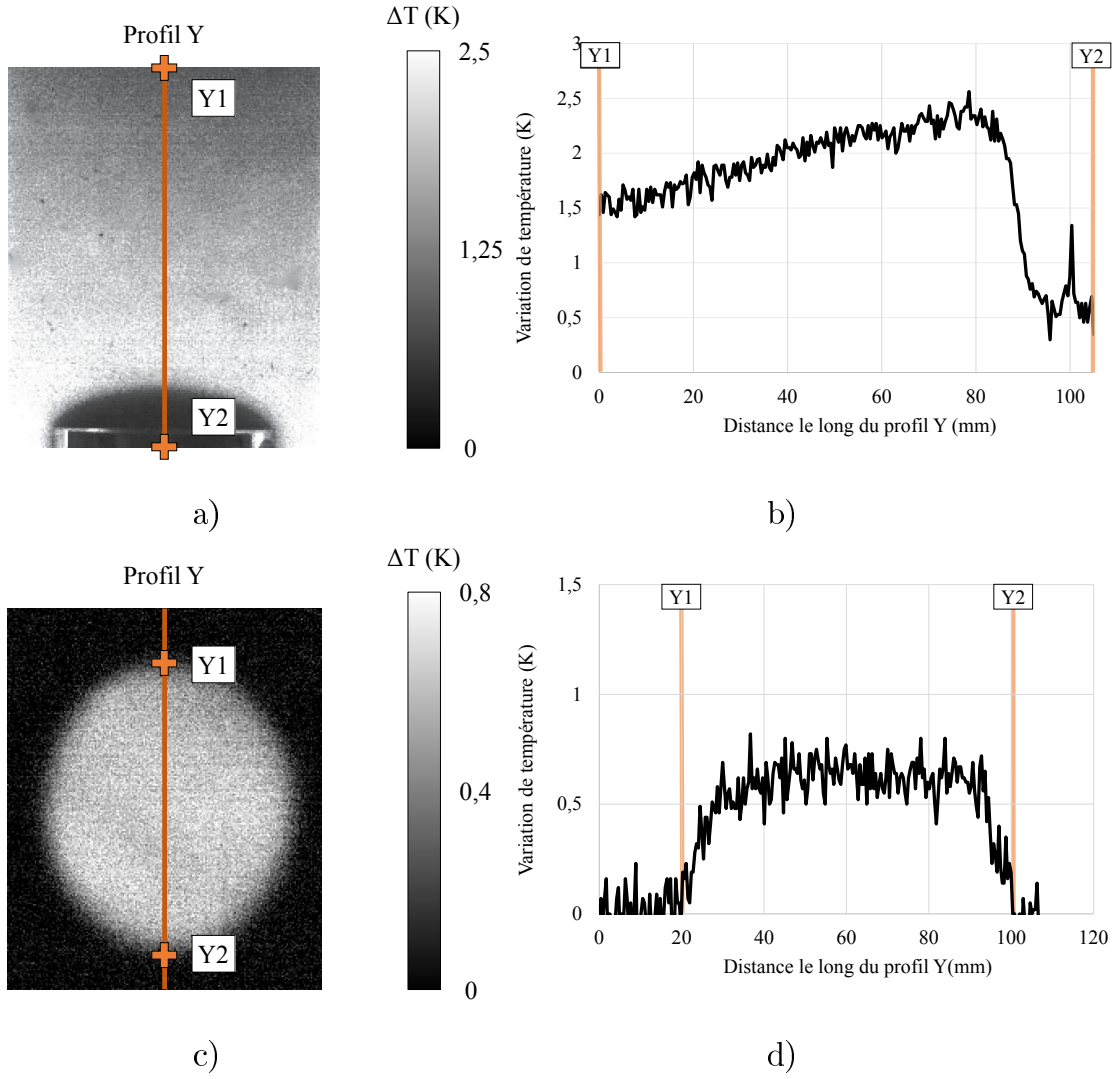 Profil Y
ΔT (K)
2,5
1,25
0
Y1
Y2
Y1
Y2
3
2,5
2
1,5
1
0,5
0
Variation de température (K)
0
20
40
60
80
100
Distance le long du profil Y (mm)
a)
b)
Profil Y
ΔT (K)
0,8
0,4
0
Y1
Y2
Y1
Y2
1,5
1
0,5
0
Variation de température (K)
0
20
40
60
80
100
120
Distance le long du profil Y(mm)
c)
d)